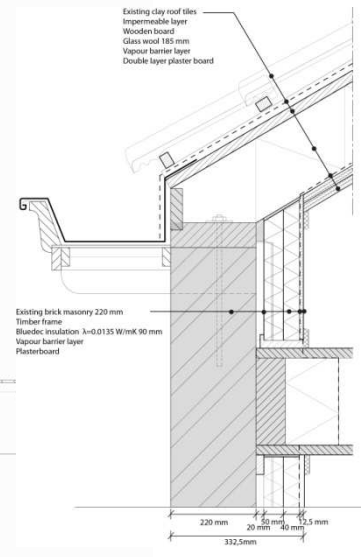 Existing clay roof tiles
Impermeable layer
Wooden board
Glass wool 185 mm
Vapour barrier layer
Double layer plaster board
Existing brick masonry 220 mm
Timber frame
Bluedec insulation λ=0.0135 W/mK 90 mm
Vapour barrier layer
Plasterboard
220 mm
50 mm
12,5 mm
20 mm
40 mm
332,5mm